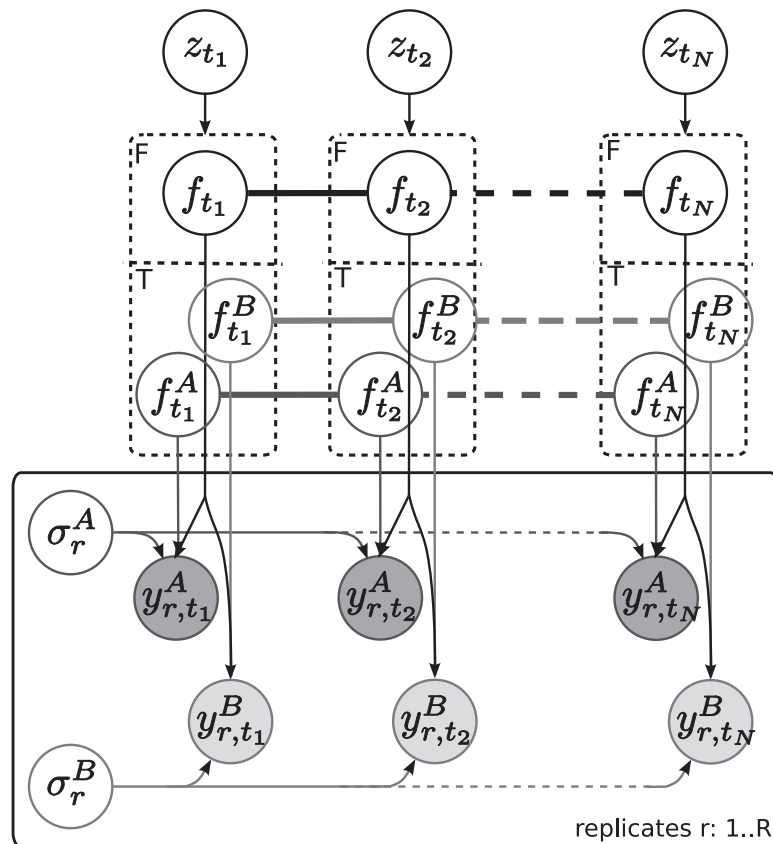 z_{t_1} z_{t_2} z_{t_N}
F F F
f_{t_1} f_{t_2} f_{t_N}
T T T
f^B_{t_1} f^B_{t_2} f^B_{t_N}
f^A_{t_1} f^A_{t_2} f^A_{t_N}
σ^A_r
y^A_{r,t_1} y^A_{r,t_2} y^A_{r,t_N}
y^B_{r,t_1} y^B_{r,t_2} y^B_{r,t_N}
σ^B_r
replicates r: 1..R